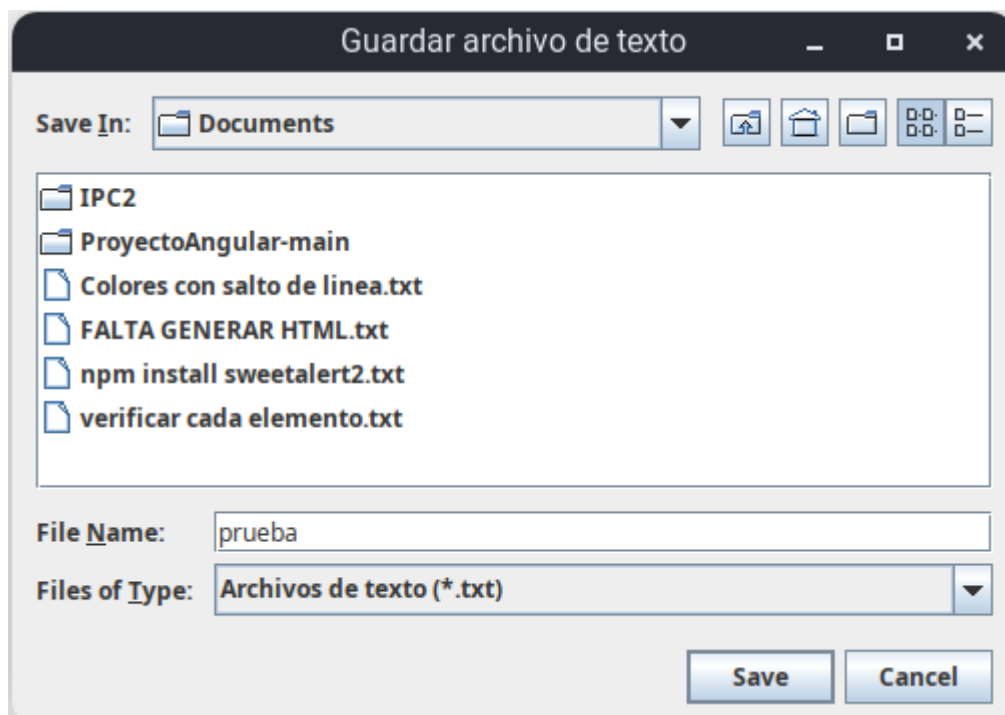 Guardar archivo de texto
Save In: Documents
IPC2
ProyectoAngular-main
Colores con salto de linea.txt
FALTA GENERAR HTML.txt
npm install sweetalert2.txt
verificar cada elemento.txt
File Name: prueba
Files of Type: Archivos de texto (*.txt)
Save Cancel